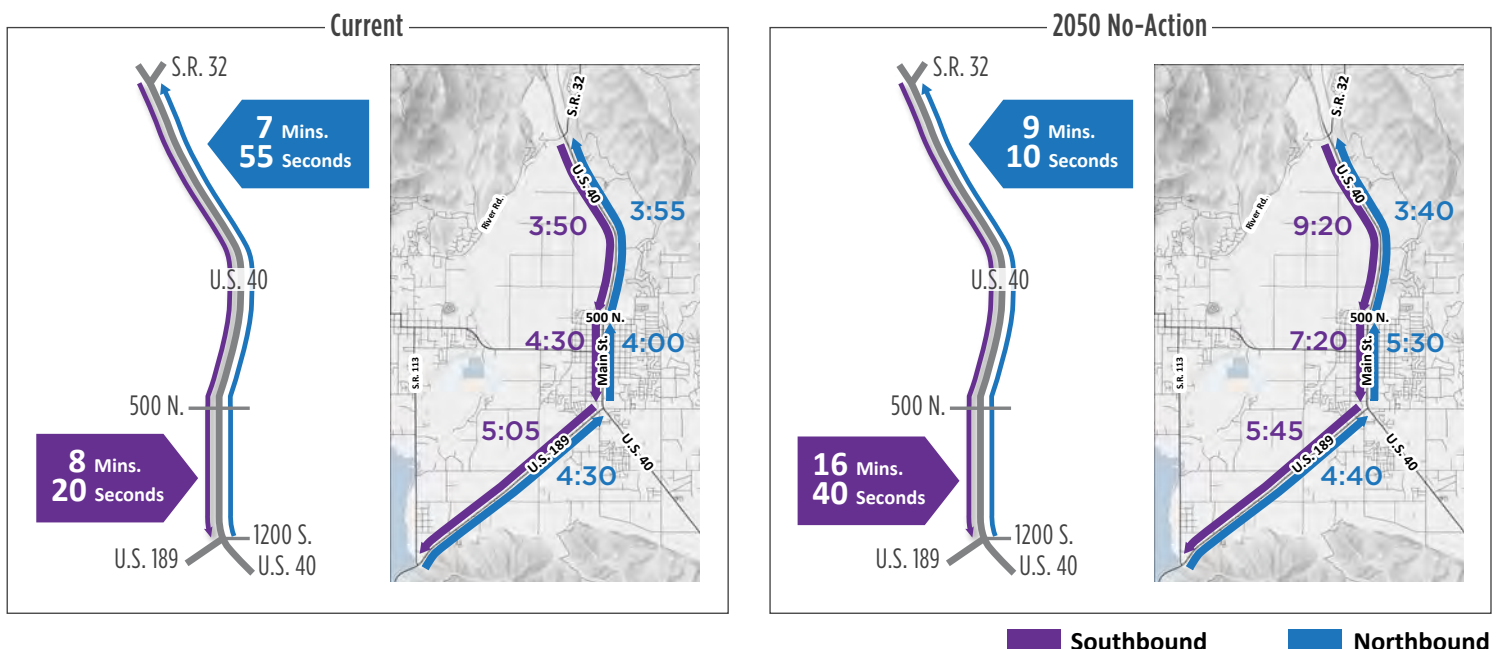 Current
S.R. 32
7 Mins.
55 Seconds
U.S. 40
500 N.
8 Mins.
20 Seconds
1200 S.
U.S. 189
U.S. 40
S.R. 32
U.S. 40
River Rd.
3:50
3:55
500 N.
4:30
Main St.
4:00
S.R. 113
5:05
U.S. 189
4:30
U.S. 40
2050 No-Action
S.R. 32
9 Mins.
10 Seconds
U.S. 40
500 N.
16 Mins.
40 Seconds
1200 S.
U.S. 189
U.S. 40
S.R. 32
U.S. 40
River Rd.
9:20
3:40
500 N.
7:20
Main St.
5:30
S.R. 113
5:45
U.S. 189
4:40
U.S. 40
Southbound
Northbound